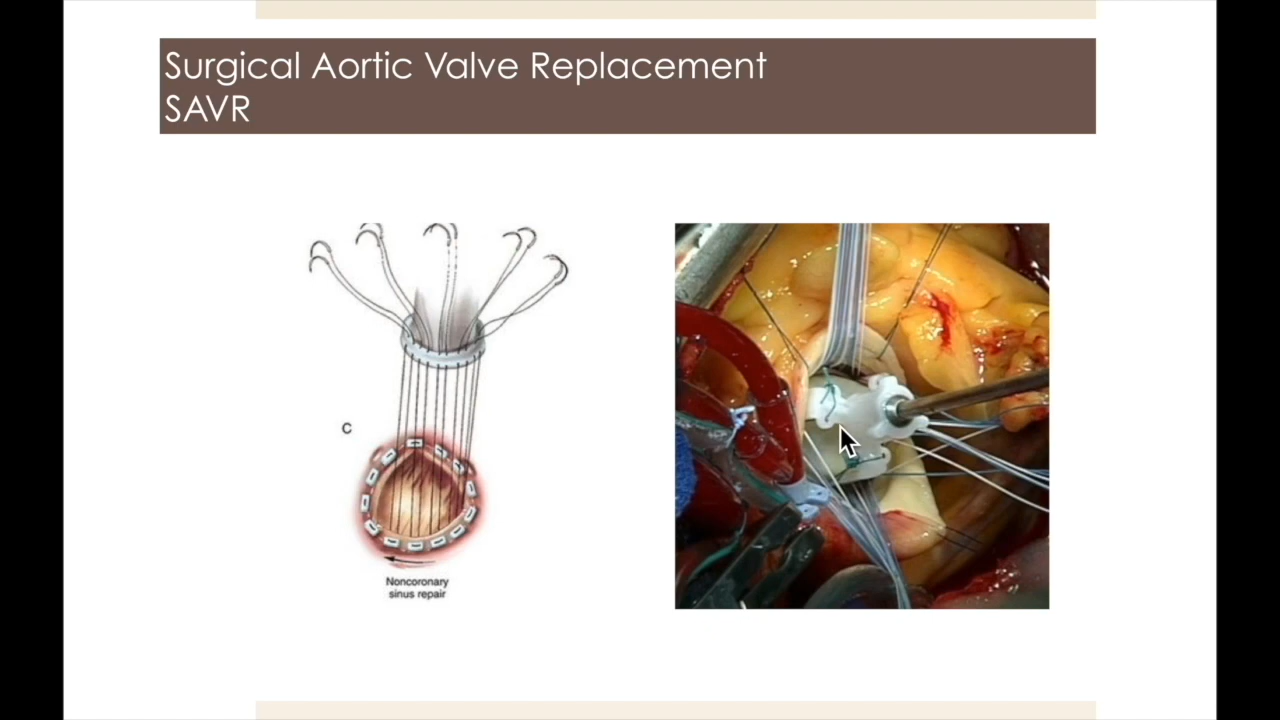 Surgical Aortic Valve Replacement
SAVR
C
Noncoronary
sinus repair